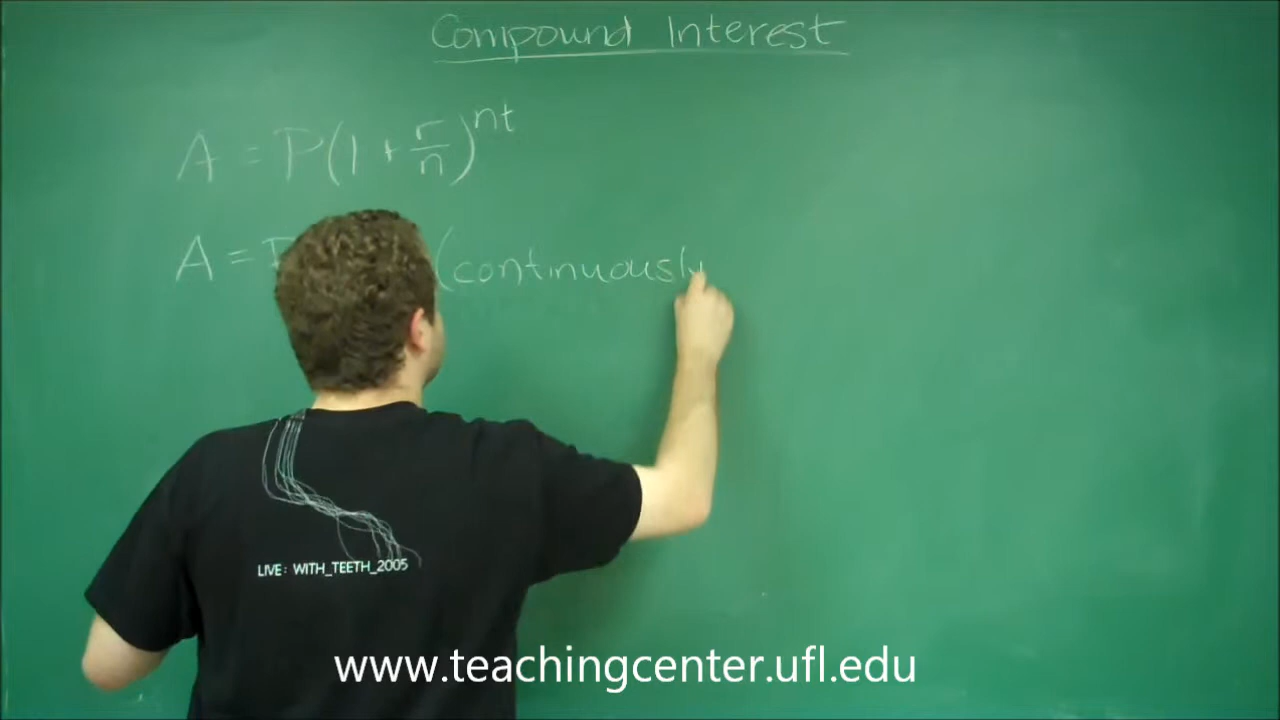 Compound Interest
A = P(1 + r/n)^nt
A = P (continuously
LIVE: WITH_TEETH_2005
www.teachingcenter.ufl.edu